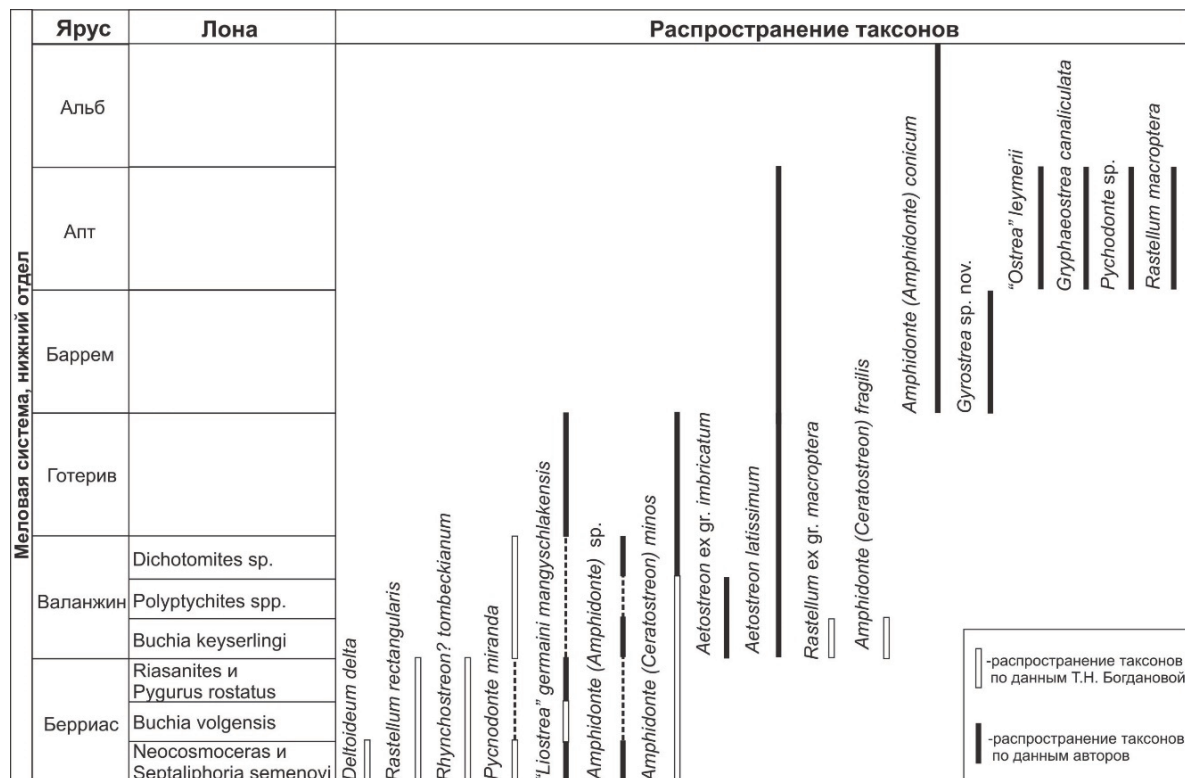 Ярус
Лона
Распространение таксонов
Меловая система, нижний отдел
Альб
Апт
Баррем
Готерив
Валанжин
Берриас
Dichotomites sp.
Polyptychites spp.
Buchia keyserlingi
Riasanites и
Pygurus rostatus
Buchia volgensis
Neocosmoceras и
Septaliphoria semenovi
Deltoideum delta
Rastellum rectangularis
Rhynchostreon? tombeckianum
Pycnodonte miranda
"Liostrea" germaini mangyschlakensis
Amphidonte (Amphidonte) sp.
Amphidonte (Ceratostreon) minos
Aetostreon ex gr. imbricatum
Aetostreon latissimum
Rastellum ex gr. macroptera
Amphidonte (Ceratostreon) fragilis
Amphidonte (Amphidonte) conicum
Gyrostrea sp. nov.
"Ostrea" leymerii
Gryphaeostrea canaliculata
Pychodonte sp.
Rastellum macroptera
-распространение таксонов
по данным Т.Н. Богдановой
-распространение таксонов
по данным авторов